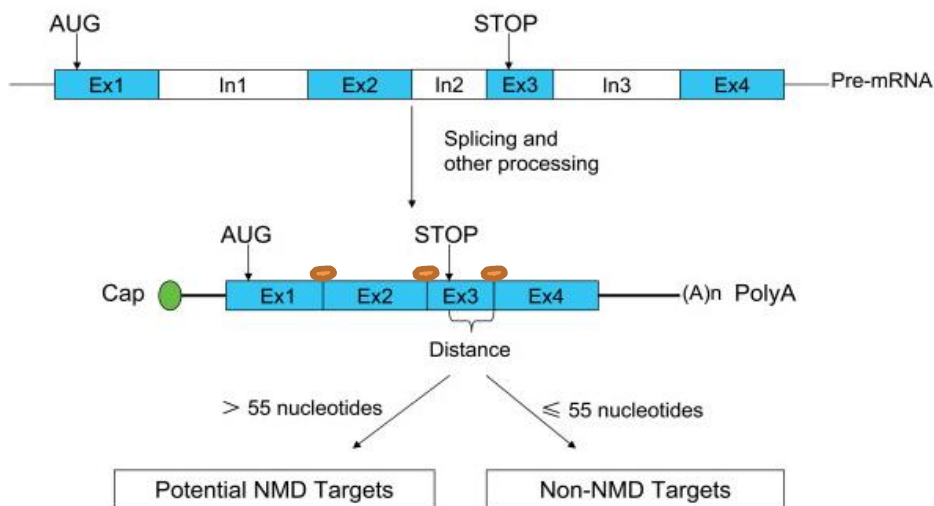 AUG STOP
Ex1 In1 Ex2 In2 Ex3 In3 Ex4 Pre-mRNA
Splicing and
other processing
AUG STOP
Cap Ex1 Ex2 Ex3 Ex4 (A)n PolyA
Distance
> 55 nucleotides ⩽ 55 nucleotides
Potential NMD Targets Non-NMD Targets